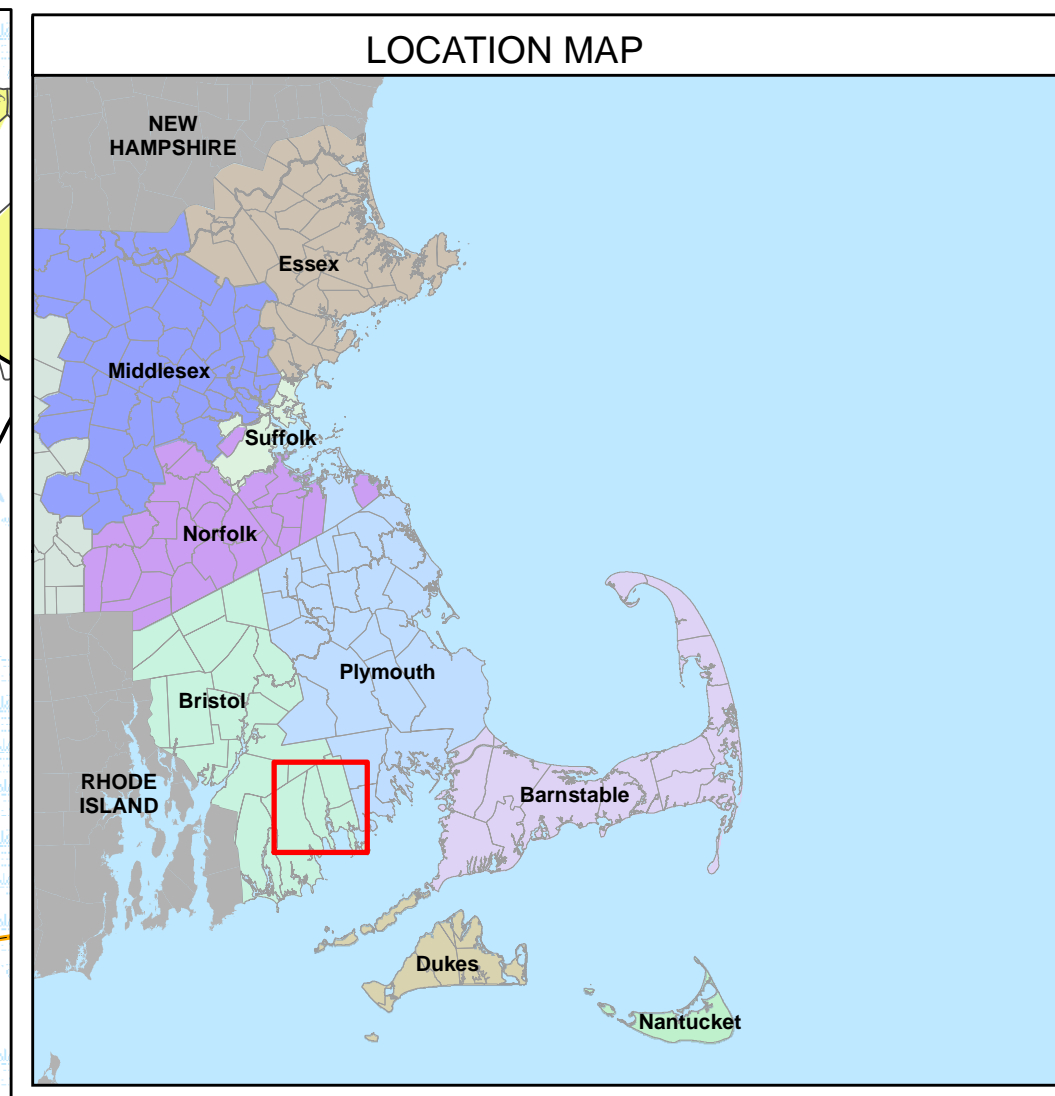 LOCATION MAP
NEW
HAMPSHIRE
Essex
Middlesex
Suffolk
Norfolk
Plymouth
Bristol
RHODE
ISLAND
Barnstable
Dukes
Nantucket